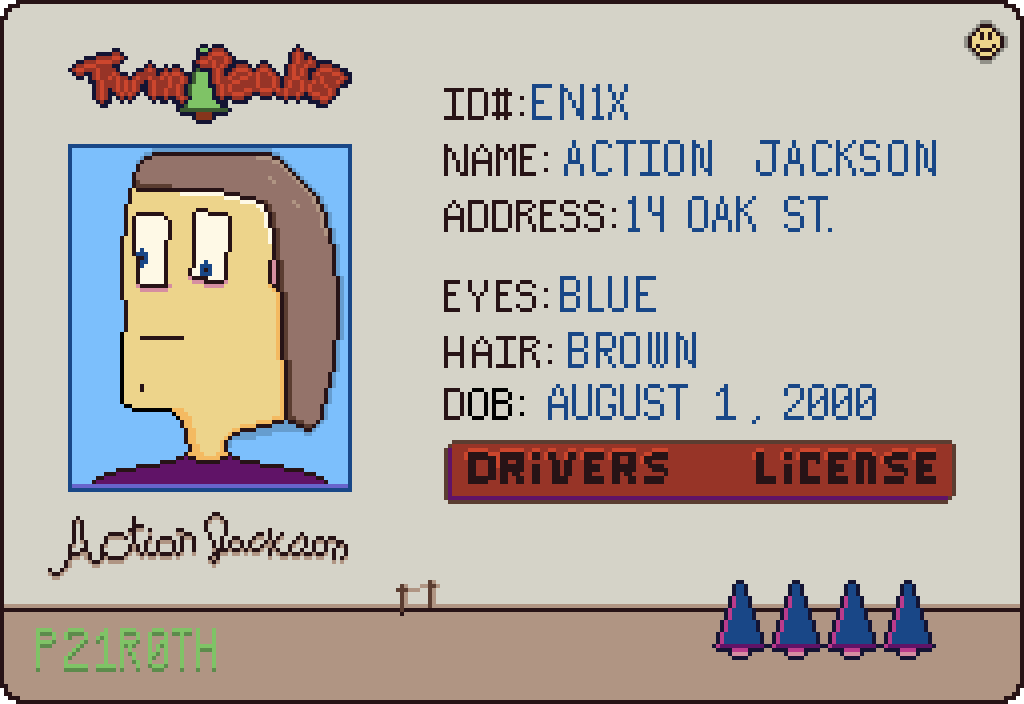 Twin Peaks
ID#:EN1X
NAME: ACTION JACKSON
ADDRESS:14 OAK ST.
EYES:BLUE
HAIR:BROWN
DOB: AUGUST 1, 2000
DRiVERS LiCENSE
Action Jackson
P21R0TH